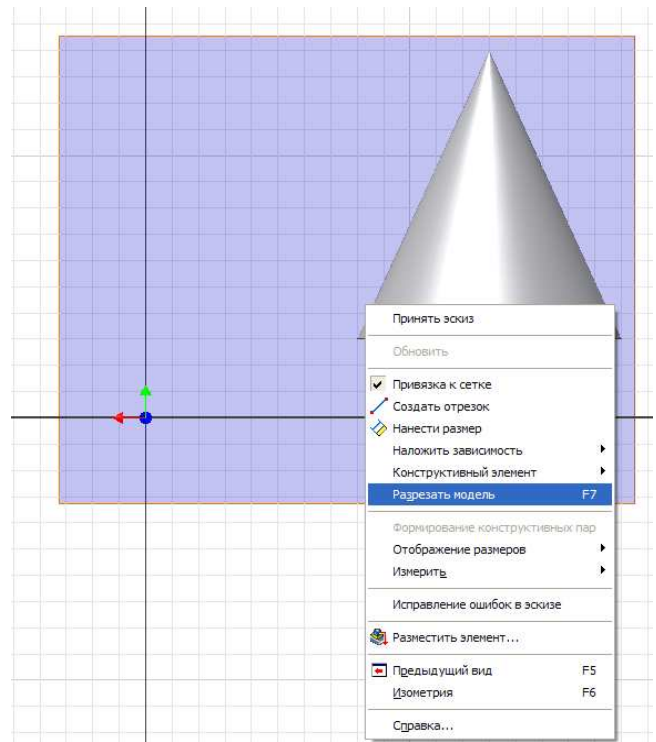 Принять эскиз
Обновить
Привязка к сетке
Создать отрезок
Нанести размер
Наложить зависимость
Конструктивный элемент
Разрезать модель F7
Формирование конструктивных пар
Отображение размеров
Измерить
Исправление ошибок в эскизе
Разместить элемент...
Предыдущий вид F5
Изометрия F6
Справка...